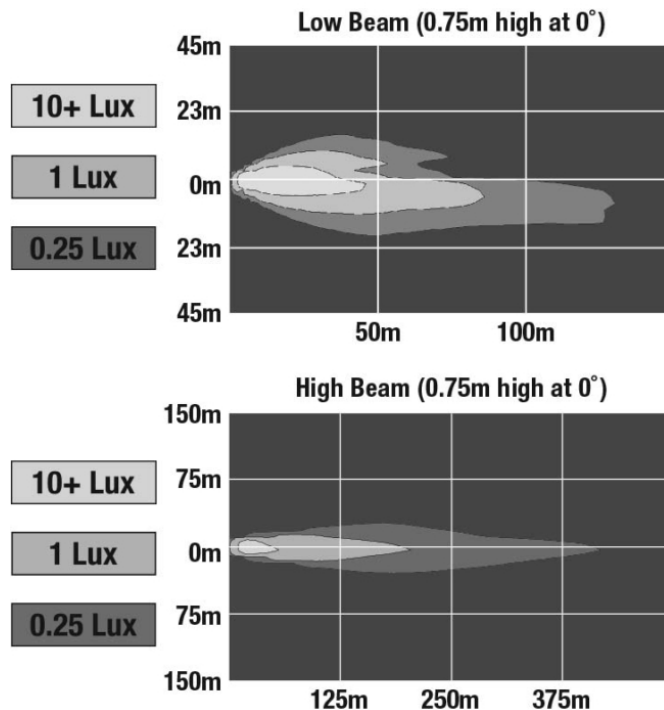 Low Beam (0.75m high at 0°)
45m
10+ Lux
23m
1 Lux
0m
0.25 Lux
23m
45m
50m 100m
High Beam (0.75m high at 0°)
150m
10+ Lux
75m
1 Lux
0m
0.25 Lux
75m
150m
125m 250m 375m